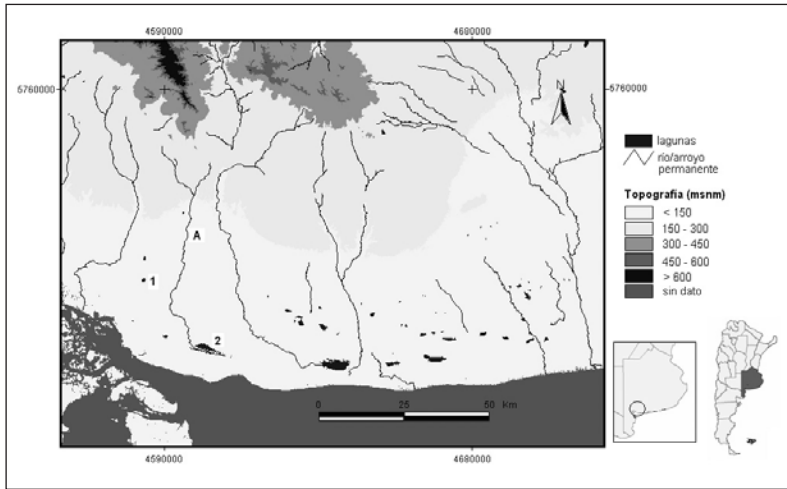 4590000
4680000
5760000
5760000
N
A
1
2
0
25
50 Km
4590000
4680000
lagunas
río/arroyo
permanente
Topografía (msnm)
< 150
150 - 300
300 - 450
450 - 600
> 600
sin dato